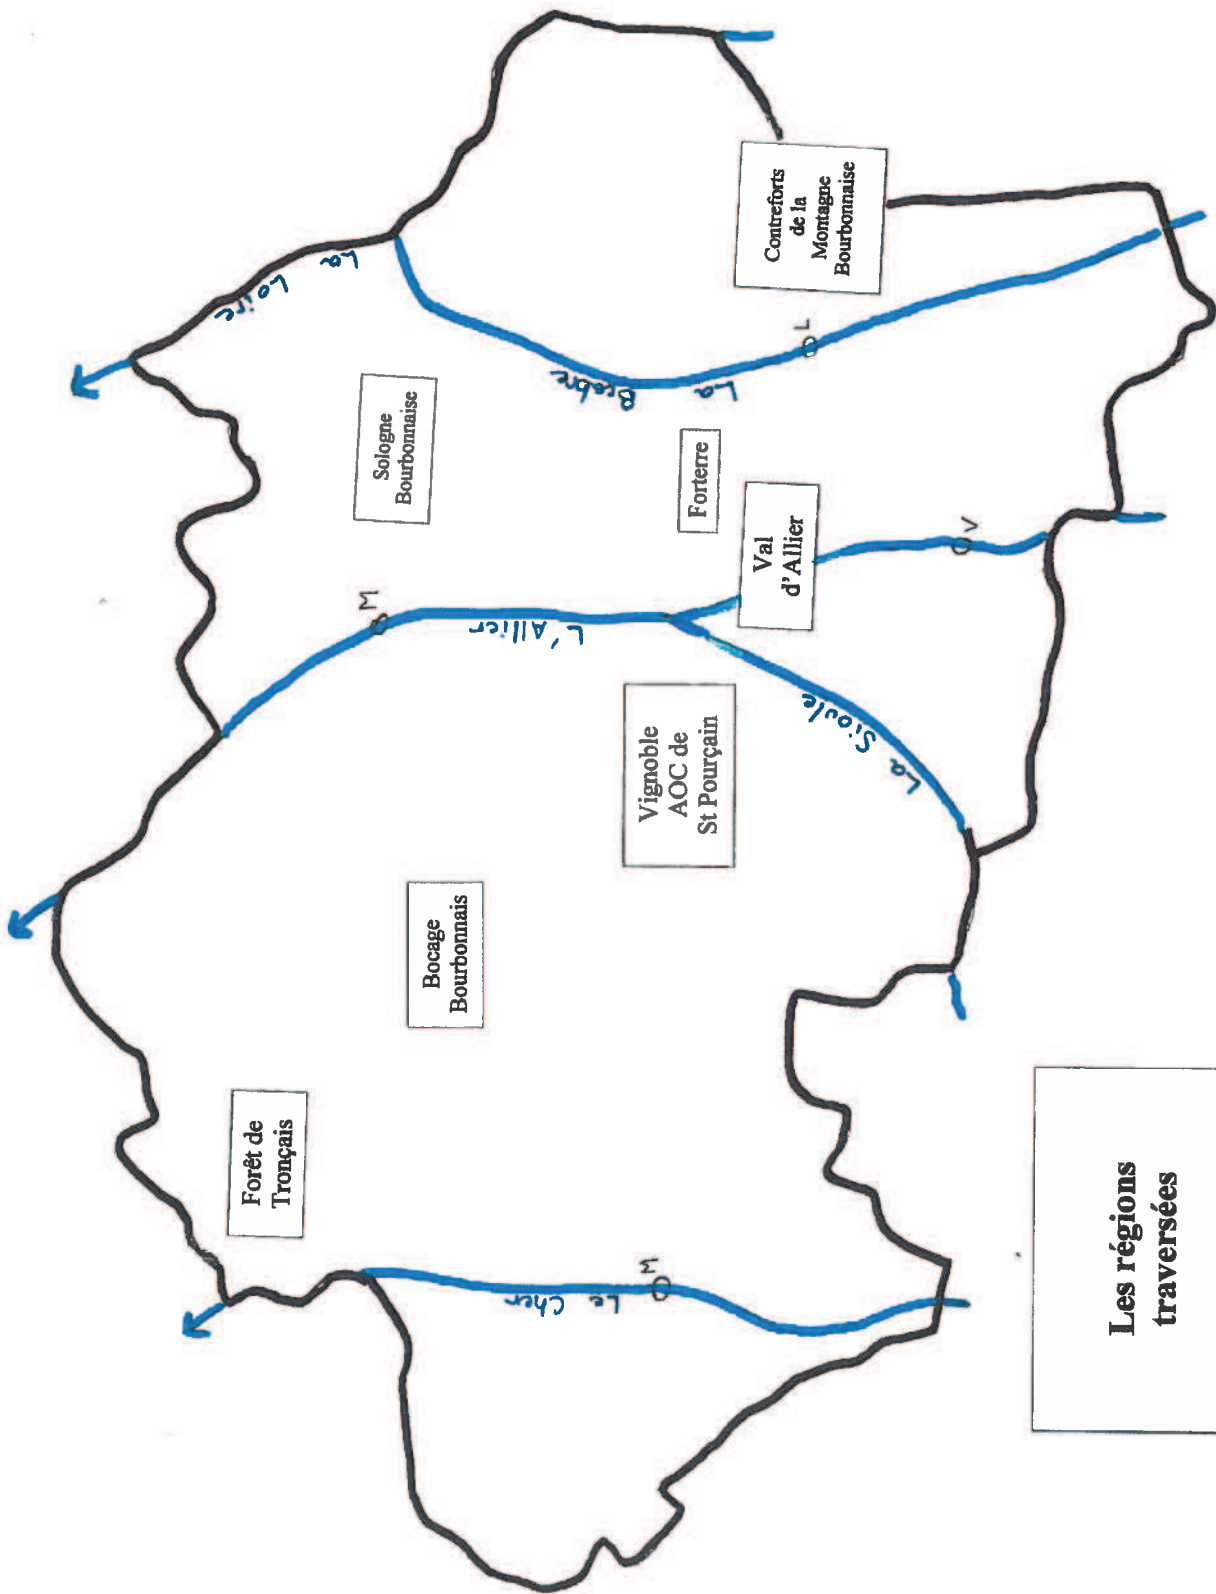 La Loire
Forêt de
Tronçais
M
Sologne
Bourbonnaise
Bocage
Bourbonnais
L'Allier
Le Cher
M
La Besbre
Vignoble
AOC de
St Pourçain
Forterre
Val
d'Allier
Contreforts
de la
Montagne
Bourbonnaise
L
La Sioule
V
Les régions
traversées